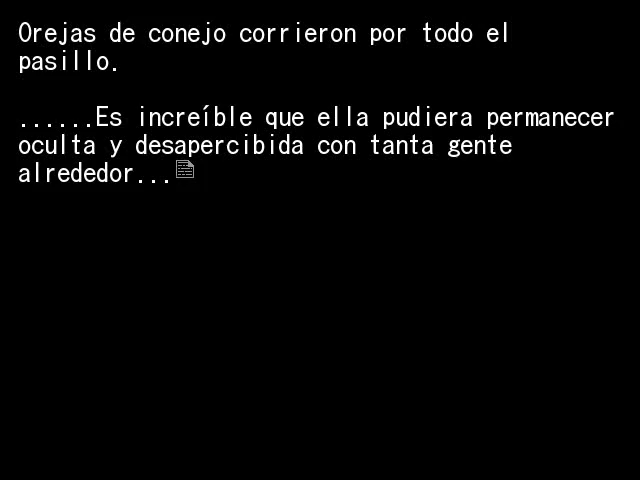 Orejas de conejo corrieron por todo el
pasillo.
......Es increíble que ella pudiera permanecer
oculta y desapercibida con tanta gente
alrededor...